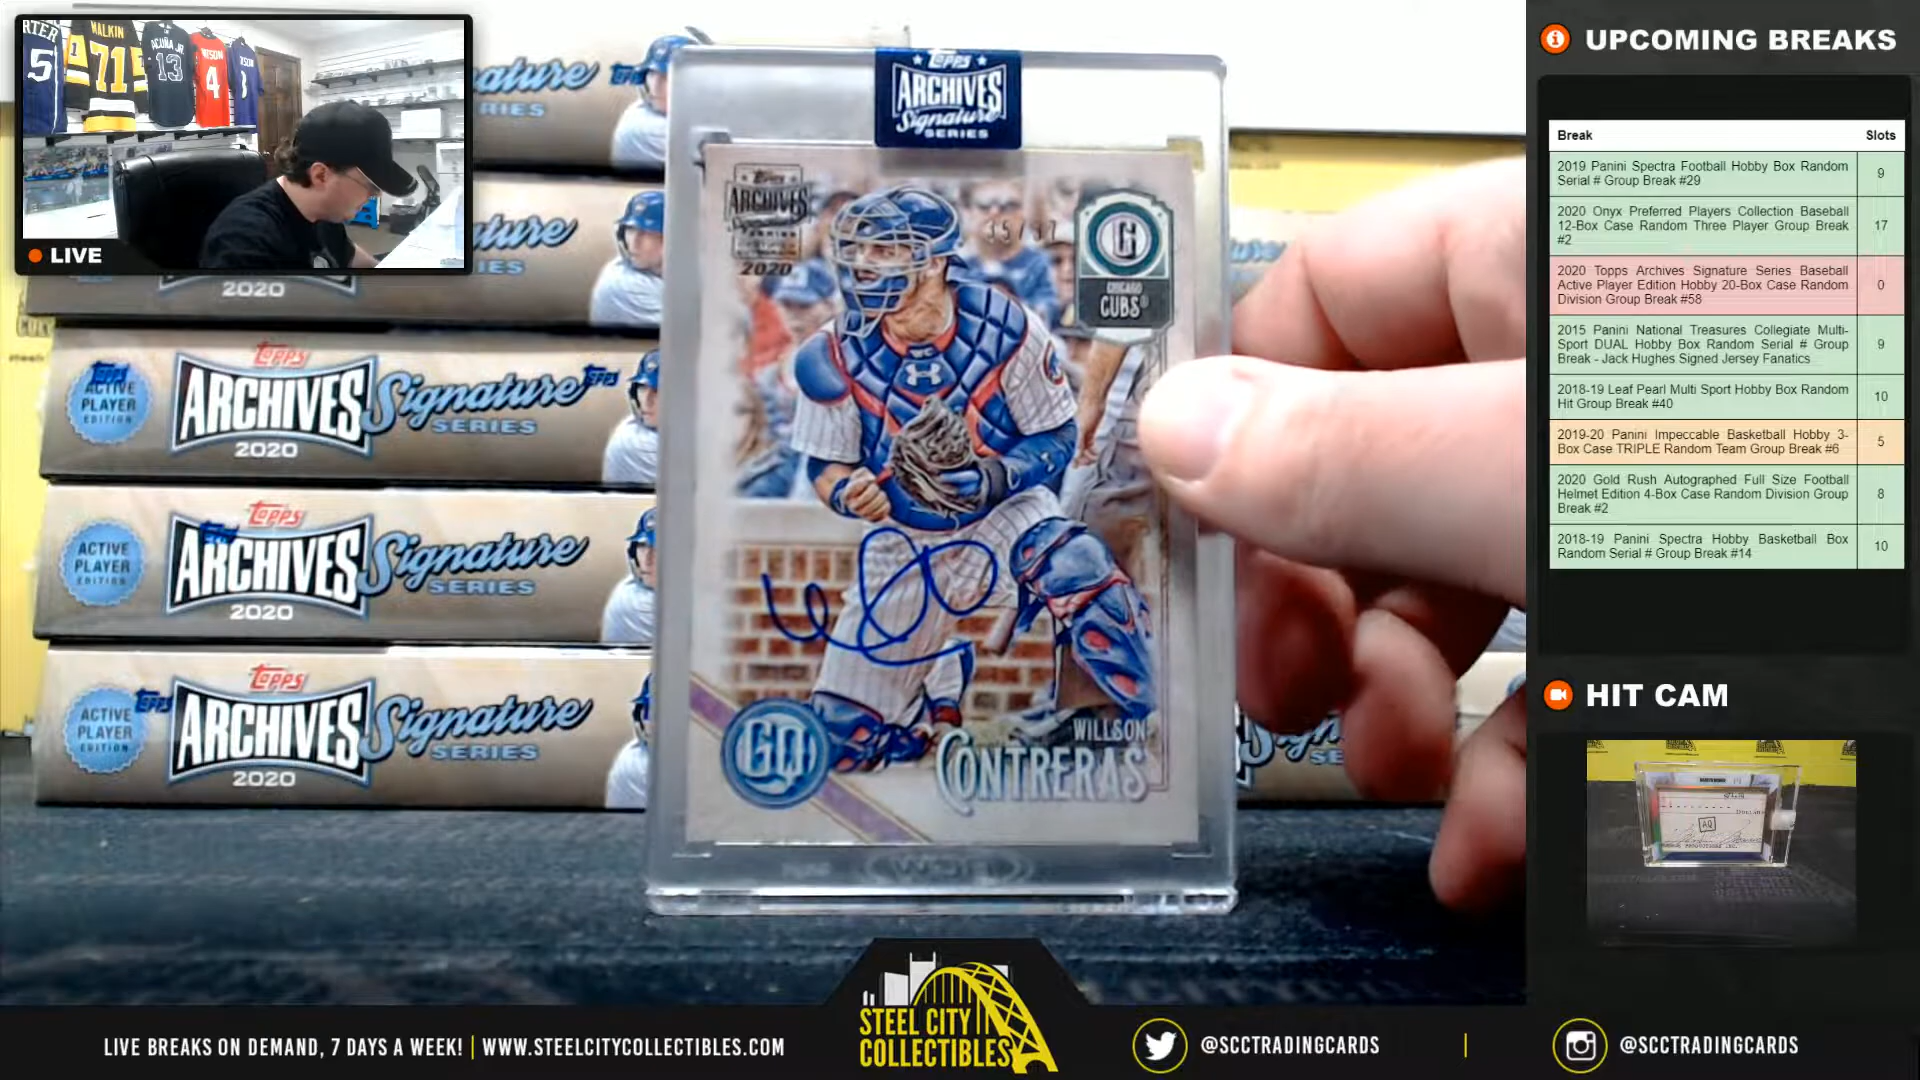 RTER
5
MALKIN
71
ACUÑA JR.
13
4
LIVE
UPCOMING BREAKS
Break Slots
2019 Panini Spectra Football Hobby Box Random
Serial # Group Break #29
9
2020 Onyx Preferred Players Collection Baseball
12-Box Case Random Three Player Group Break
#2
17
2020 Topps Archives Signature Series Baseball
Active Player Edition Hobby 20-Box Case Random
Division Group Break #58
0
2015 Panini National Treasures Collegiate Multi-
Sport DUAL Hobby Box Random Serial # Group
Break - Jack Hughes Signed Jersey Fanatics
9
2018-19 Leaf Pearl Multi Sport Hobby Box Random
Hit Group Break #40
10
2019-20 Panini Impeccable Basketball Hobby 3-
Box Case TRIPLE Random Team Group Break #6
5
2020 Gold Rush Autographed Full Size Football
Helmet Edition 4-Box Case Random Division Group
Break #2
8
2018-19 Panini Spectra Hobby Basketball Box
Random Serial # Group Break #14
10
HIT CAM
Topps
ARCHIVES
Signature
SERIES
Topps
ARCHIVES
2020
CHICAGO
CUBS
GQ
WILLSON
CONTRERAS
ature
RIES
ture
IES
2020
ACTIVE
PLAYER
EDITION
Topps
ARCHIVES
Signature
SERIES
2020
ACTIVE
PLAYER
EDITION
Topps
ARCHIVES
Signature
SERIES
2020
ACTIVE
PLAYER
EDITION
Topps
ARCHIVES
Signature
SERIES
2020
LIVE BREAKS ON DEMAND, 7 DAYS A WEEK! | WWW.STEELCITYCOLLECTIBLES.COM
STEEL CITY
COLLECTIBLES
@SCCTRADINGCARDS
@SCCTRADINGCARDS